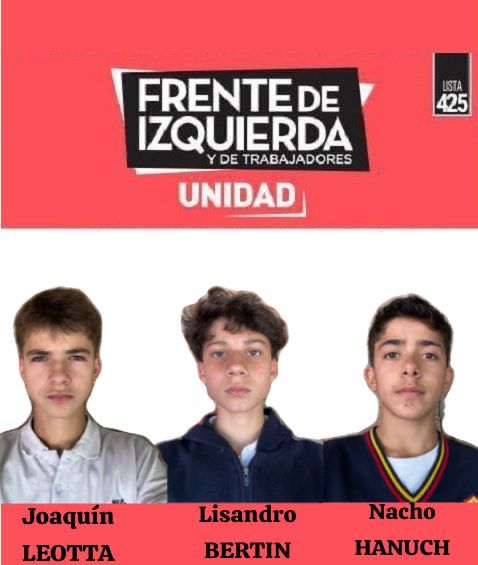 FRENTE DE
IZQUIERDA
Y DE TRABAJADORES
UNIDAD
LISTA
425
Joaquín
LEOTTA
Lisandro
BERTIN
Nacho
HANUCH